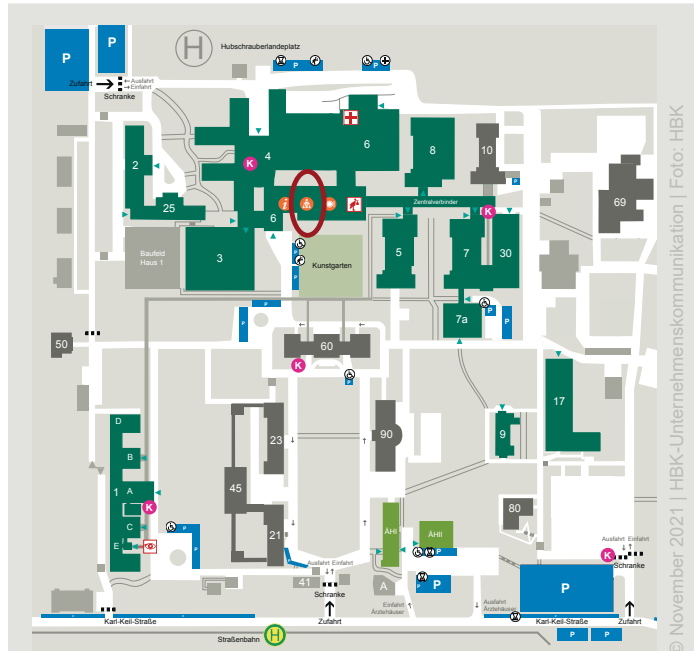 P
P
H
Hubschrauberlandeplatz
P
P
Zufahrt
Ausfahrt
Einfahrt
Schranke
2
4
K
6
8
10
P
69
25
i
6
Zentralverbinder
K
Baufeld
Haus 1
3
P
P
Kunstgarten
5
7
30
P
P
P
P
7a
50
60
K
P
D
B
1
A
K
C
E
P
23
45
21
P
90
9
17
80
ÄHI
ÄHII
P
K
Ausfahrt Einfahrt
Schranke
41
Ausfahrt Einfahrt
Schranke
A
P
P
Einfahrt
Ärztehäuser
Ausfahrt
Ärztehäuser
Karl-Keil-Straße
Zufahrt
Karl-Keil-Straße
Zufahrt
Straßenbahn
H
P
P
© November 2021 | HBK-Unternehmenskommunikation | Foto: HBK